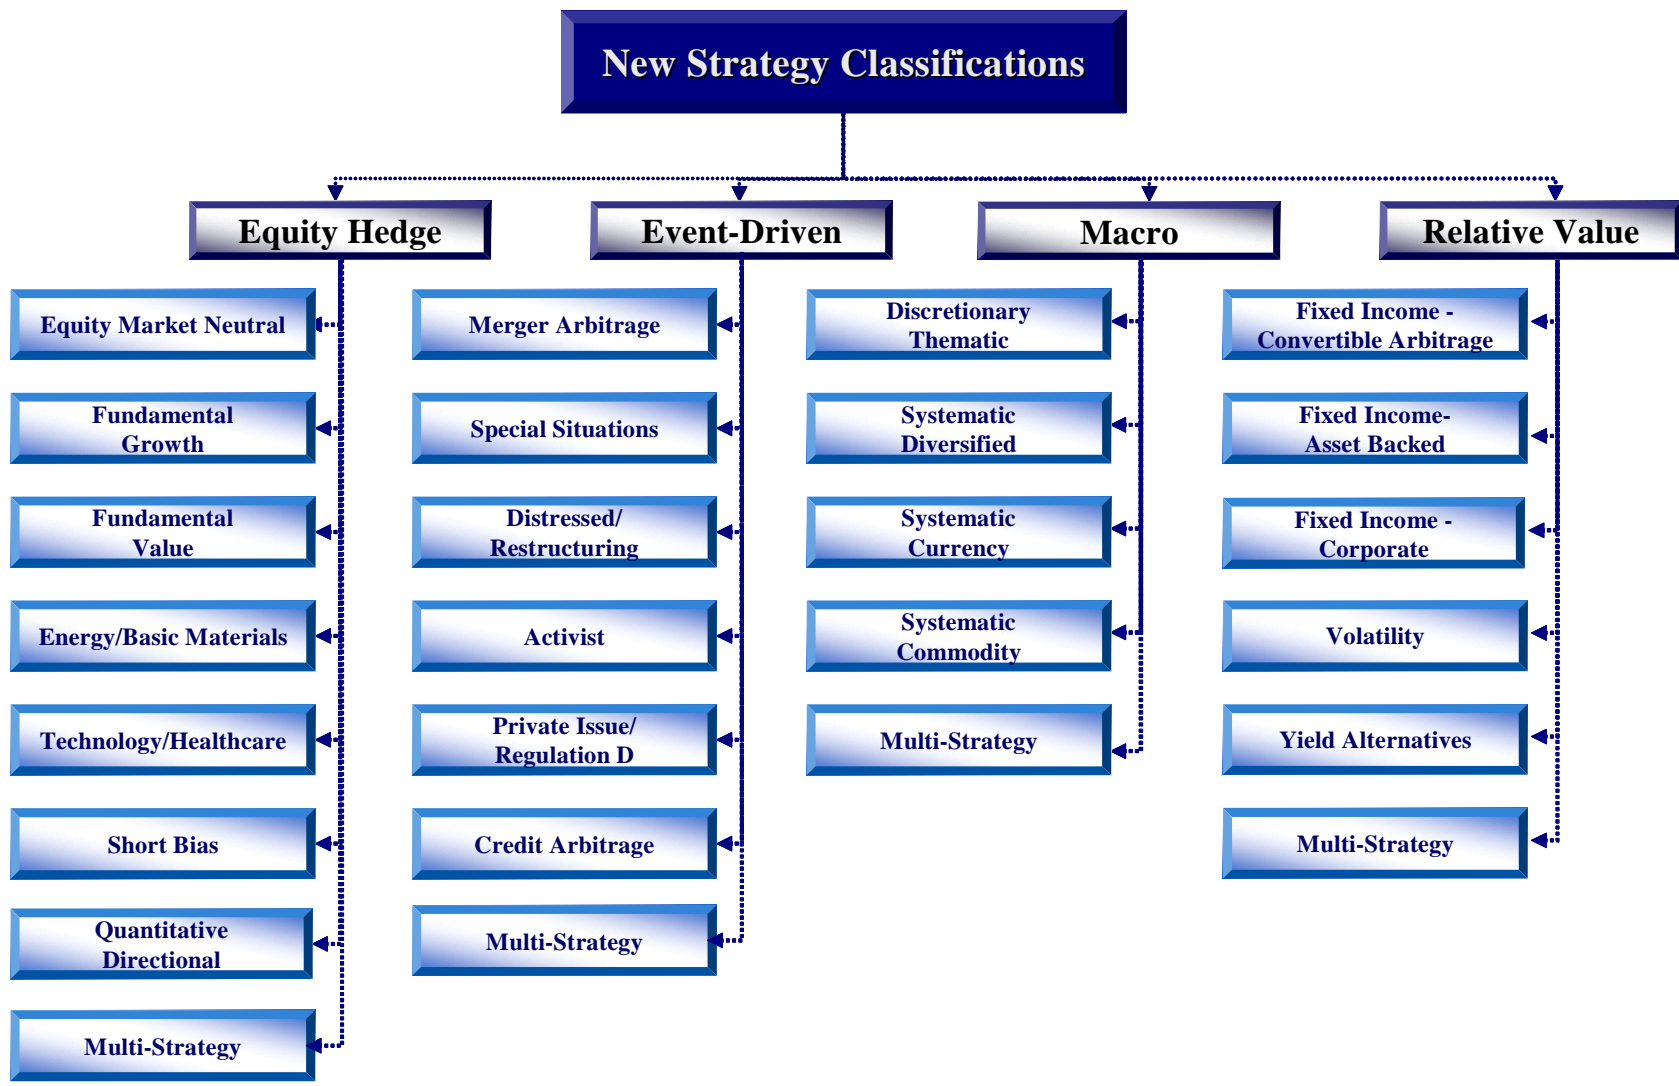 New Strategy Classifications
Equity Hedge
Event-Driven
Macro
Relative Value
Equity Market Neutral
Fundamental
Growth
Fundamental
Value
Energy/Basic Materials
Technology/Healthcare
Short Bias
Quantitative
Directional
Multi-Strategy
Merger Arbitrage
Special Situations
Distressed/
Restructuring
Activist
Private Issue/
Regulation D
Credit Arbitrage
Multi-Strategy
Discretionary
Thematic
Systematic
Diversified
Systematic
Currency
Systematic
Commodity
Multi-Strategy
Fixed Income -
Convertible Arbitrage
Fixed Income-
Asset Backed
Fixed Income -
Corporate
Volatility
Yield Alternatives
Multi-Strategy